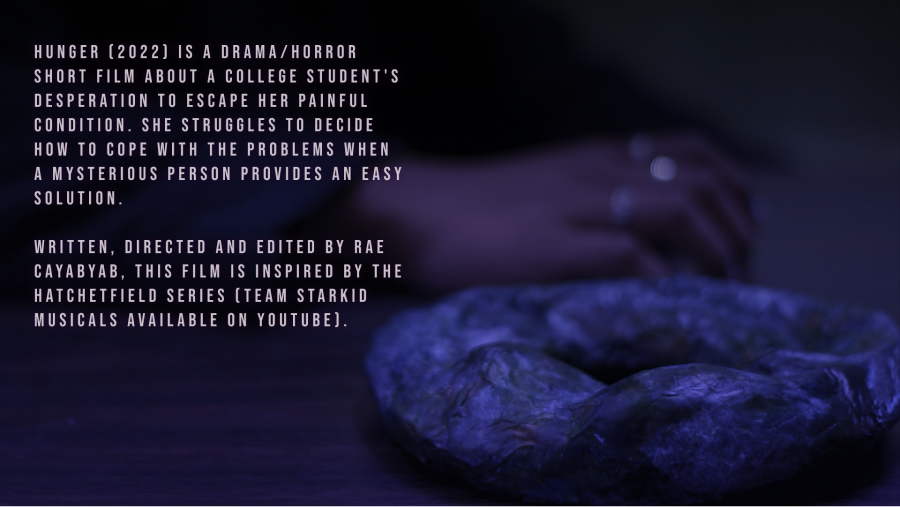 HUNGER (2022) IS A DRAMA/HORROR
SHORT FILM ABOUT A COLLEGE STUDENT'S
DESPERATION TO ESCAPE HER PAINFUL
CONDITION. SHE STRUGGLES TO DECIDE
HOW TO COPE WITH THE PROBLEMS WHEN
A MYSTERIOUS PERSON PROVIDES AN EASY
SOLUTION.
WRITTEN, DIRECTED AND EDITED BY RAE
CAYABYAB, THIS FILM IS INSPIRED BY THE
HATCHETFIELD SERIES (TEAM STARKID
MUSICALS AVAILABLE ON YOUTUBE).